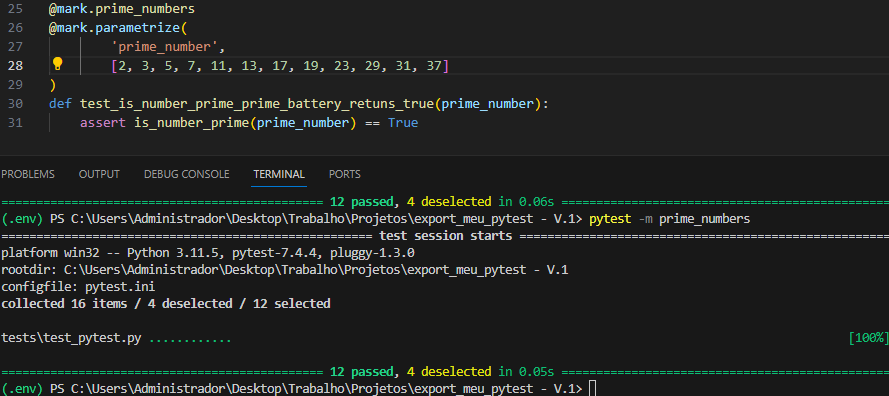 25 @mark.prime_numbers
26 @mark.parametrize(
27 'prime_number',
28 [2, 3, 5, 7, 11, 13, 17, 19, 23, 29, 31, 37]
29 )
30 def test_is_number_prime_prime_battery_retuns_true(prime_number):
31 assert is_number_prime(prime_number) == True
PROBLEMS OUTPUT DEBUG CONSOLE TERMINAL PORTS
============================================== 12 passed, 4 deselected in 0.06s ===============================================
(.env) PS C:\Users\Administrador\Desktop\Trabalho\Projetos\export_meu_pytest - V.1> pytest -m prime_numbers
===================================================== test session starts =====================================================
platform win32 -- Python 3.11.5, pytest-7.4.4, pluggy-1.3.0
rootdir: C:\Users\Administrador\Desktop\Trabalho\Projetos\export_meu_pytest - V.1
configfile: pytest.ini
collected 16 items / 4 deselected / 12 selected
tests\test_pytest.py ............ [100%]
============================================== 12 passed, 4 deselected in 0.05s ===============================================
(.env) PS C:\Users\Administrador\Desktop\Trabalho\Projetos\export_meu_pytest - V.1>